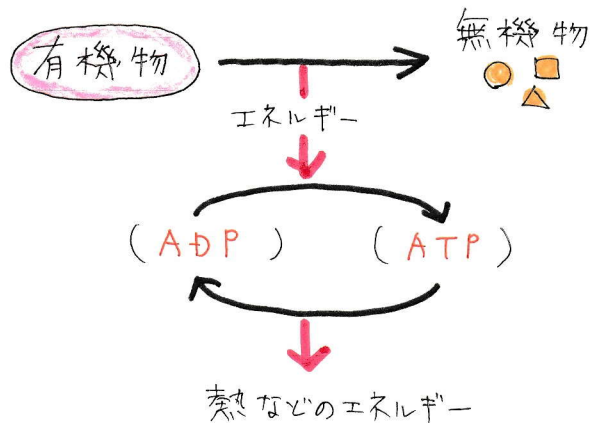 有機物
無機物
エネルギー
(ADP)
(ATP)
熱などのエネルギー